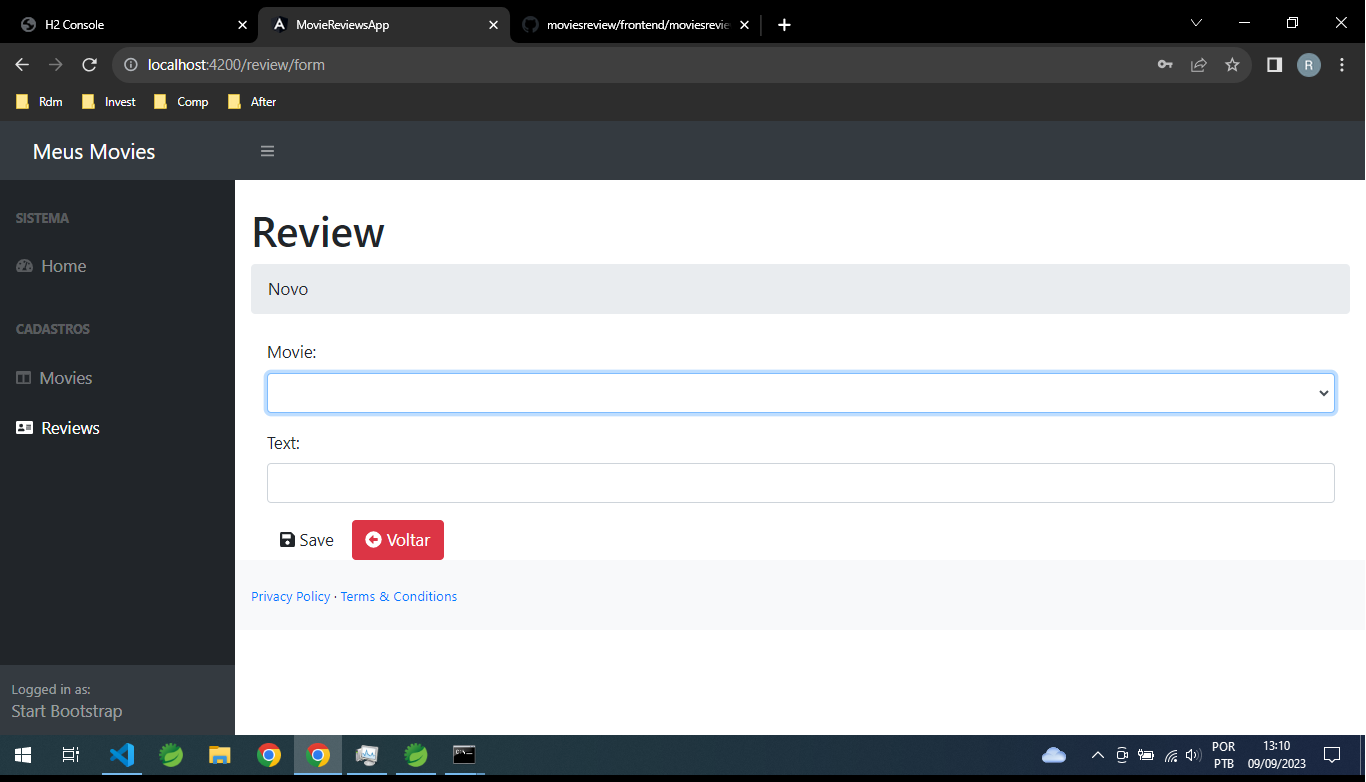 H2 Console
MovieReviewsApp
moviesreview/frontend/moviesrevie
localhost:4200/review/form
R
Rdm
Invest
Comp
After
Meus Movies
SISTEMA
Home
CADASTROS
Movies
Reviews
Review
Novo
Movie:
Text:
Save
Voltar
Privacy Policy · Terms & Conditions
Logged in as:
Start Bootstrap
POR
PTB
13:10
09/09/2023